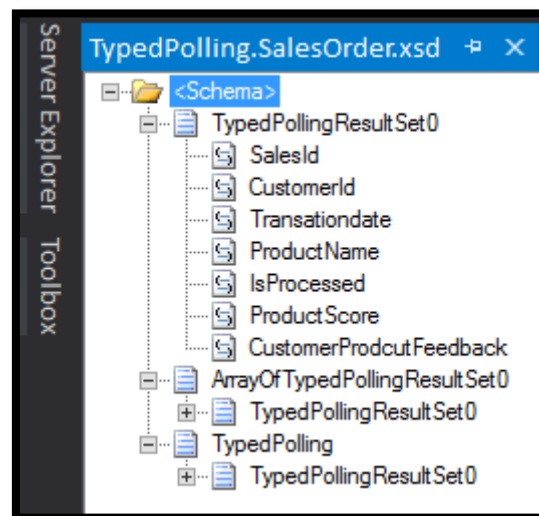 Server Explorer
Toolbox
TypedPolling.SalesOrder.xsd
<Schema>
TypedPollingResultSet0
SalesId
CustomerId
Transationdate
ProductName
IsProcessed
ProductScore
CustomerProdcutFeedback
ArrayOfTypedPollingResultSet0
TypedPollingResultSet0
TypedPolling
TypedPollingResultSet0